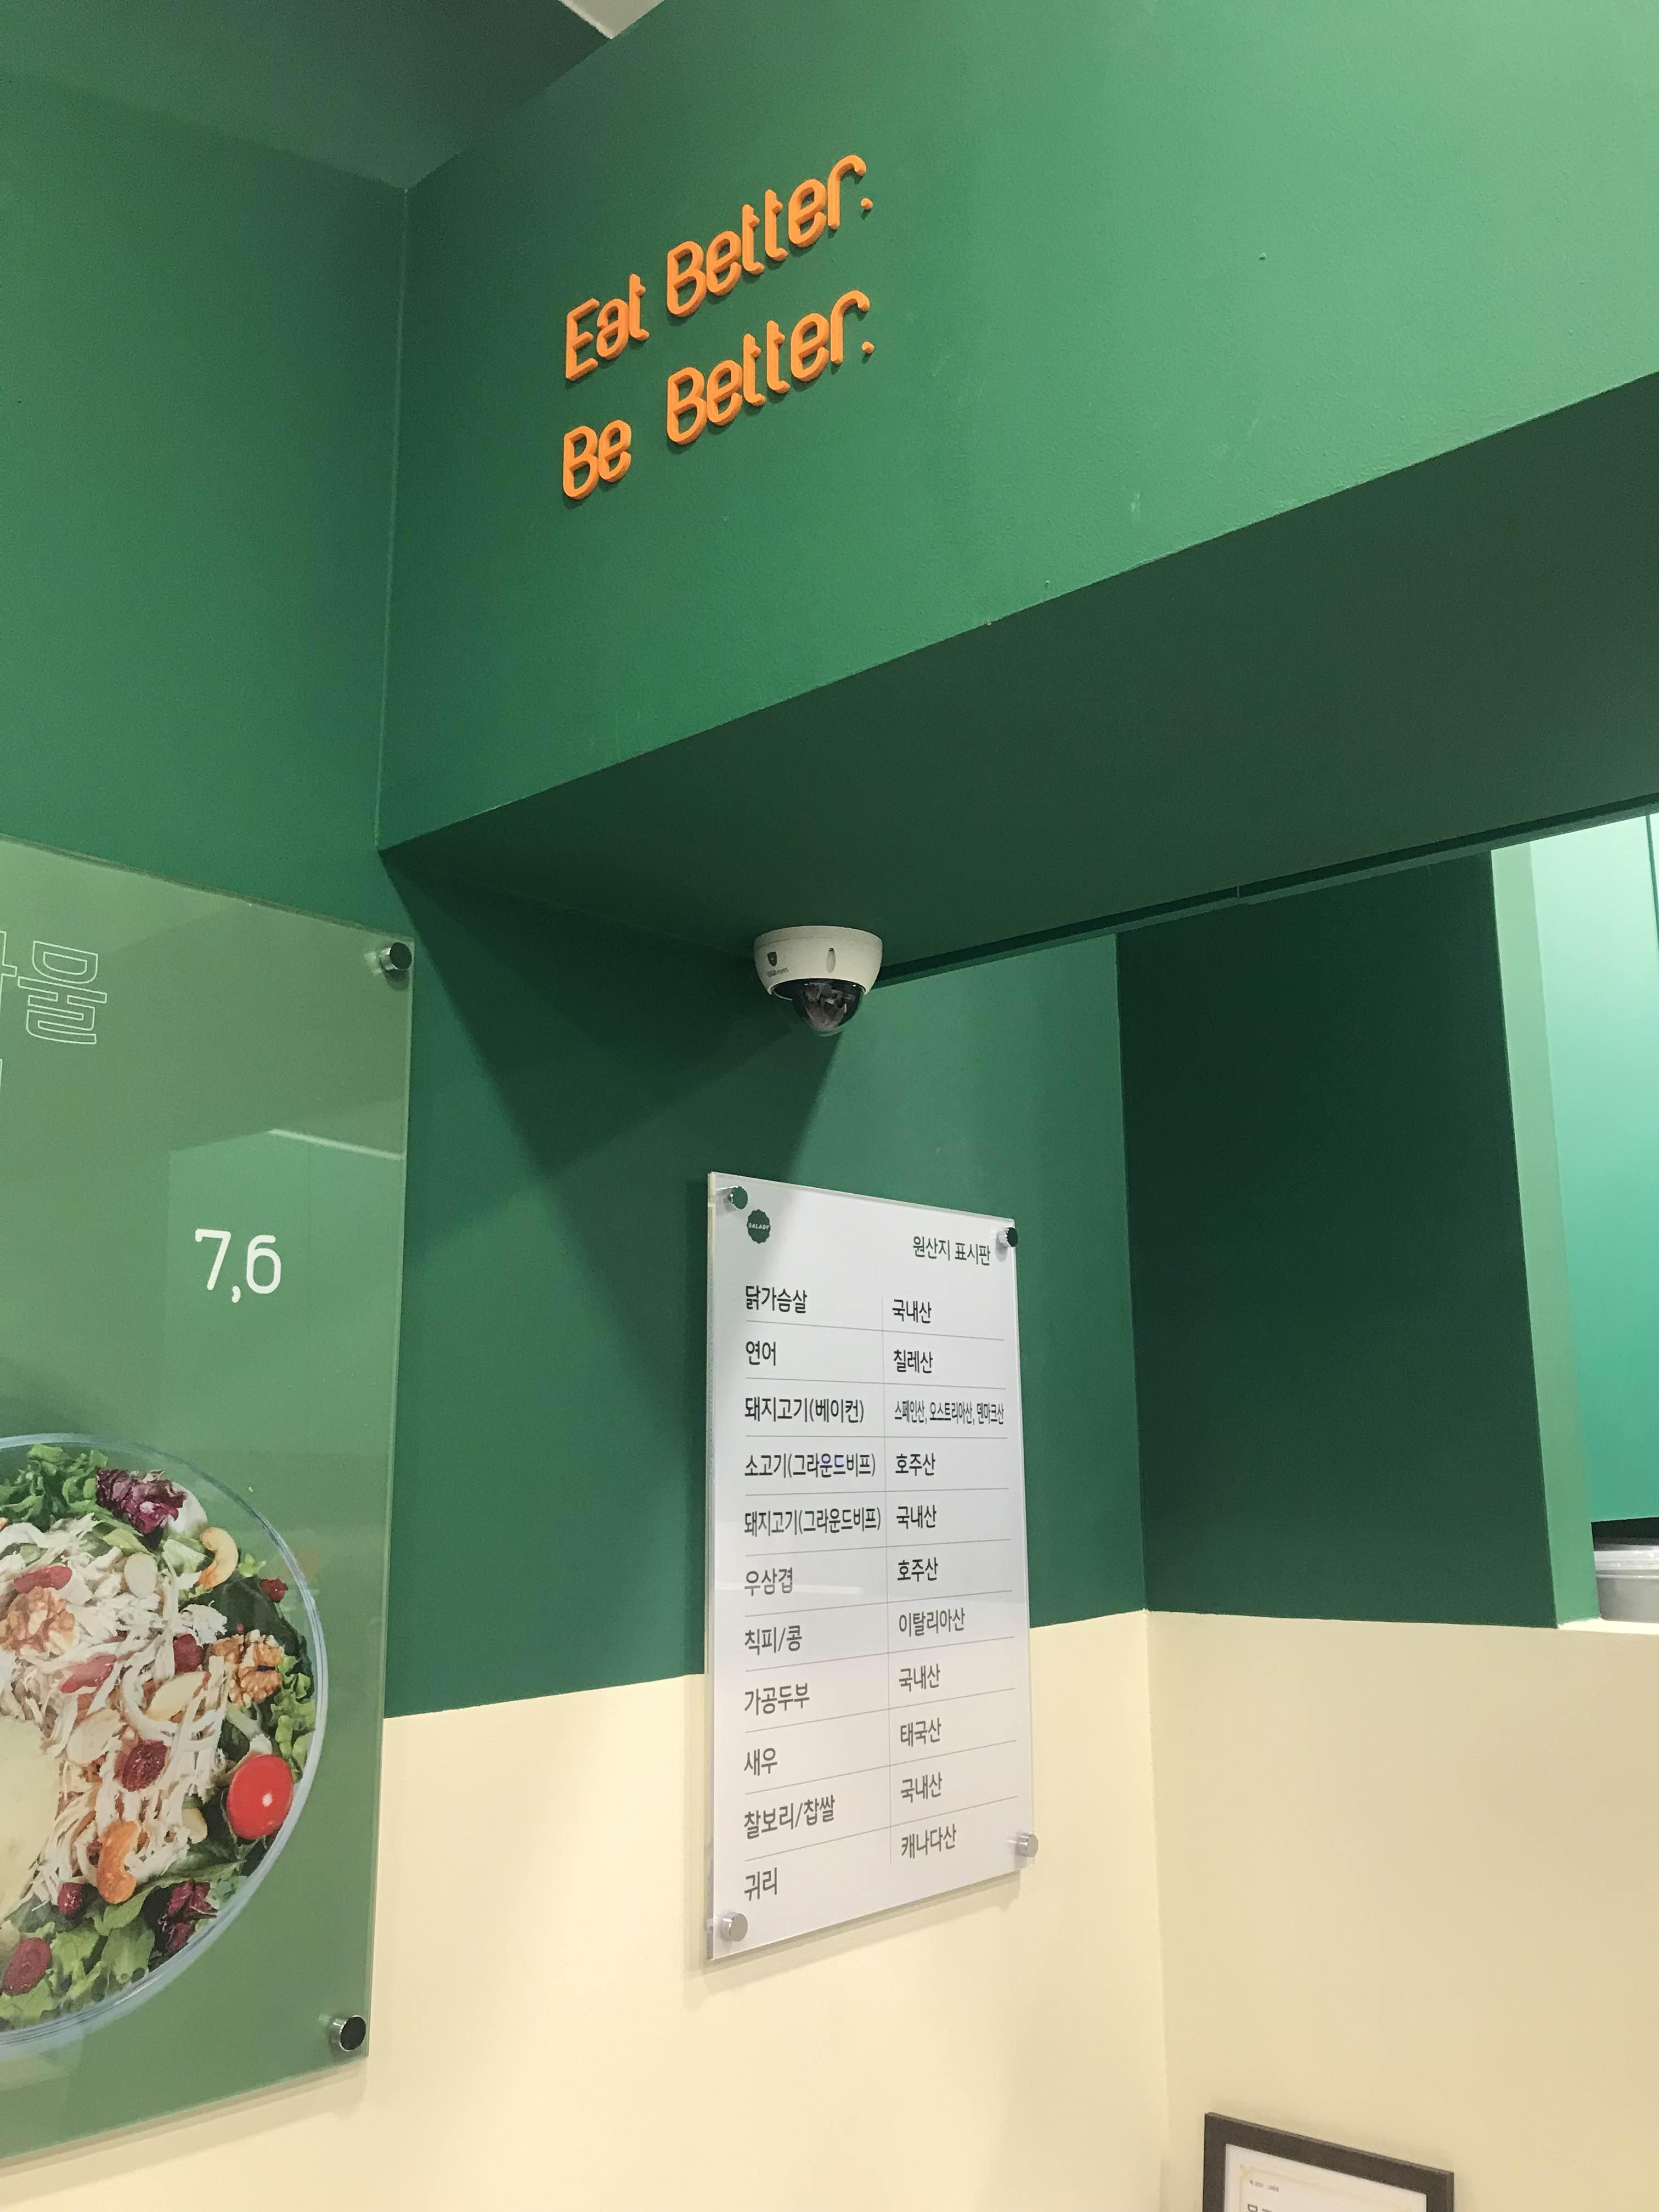 Eat Better.
Be Better.
물
7,6
SALADY
원산지 표시판
닭가슴살 국내산
연어 칠레산
돼지고기(베이컨) 스페인산, 오스트리아산, 덴마크산
소고기(그라운드비프) 호주산
돼지고기(그라운드비프) 국내산
우삼겹 호주산
칙피/콩 이탈리아산
가공두부 국내산
새우 태국산
찰보리/찹쌀 국내산
귀리 캐나다산